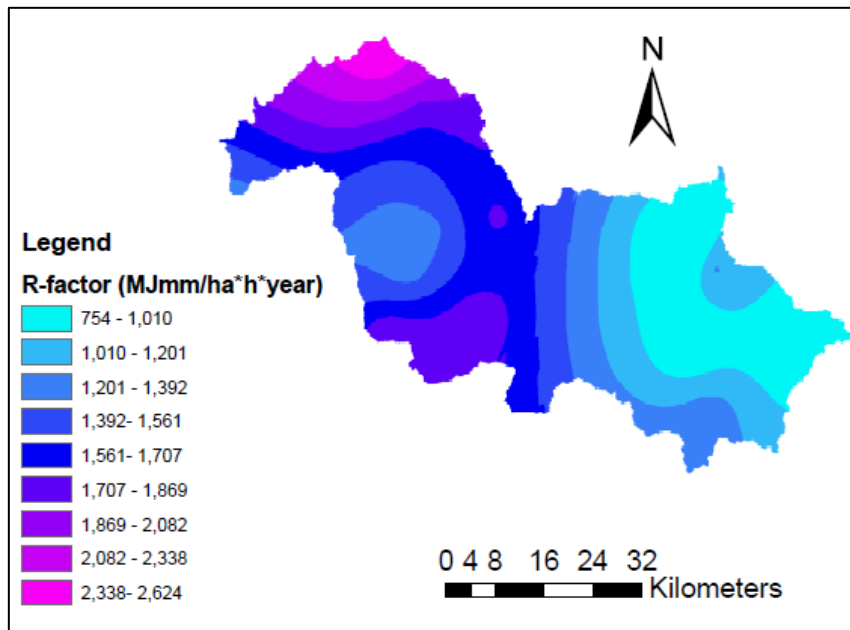 N
Legend
R-factor (MJmm/ha*h*year)
754 - 1,010
1,010 - 1,201
1,201 - 1,392
1,392- 1,561
1,561 - 1,707
1,707 - 1,869
1,869 - 2,082
2,082 - 2,338
2,338- 2,624
0 4 8 16 24 32
Kilometers